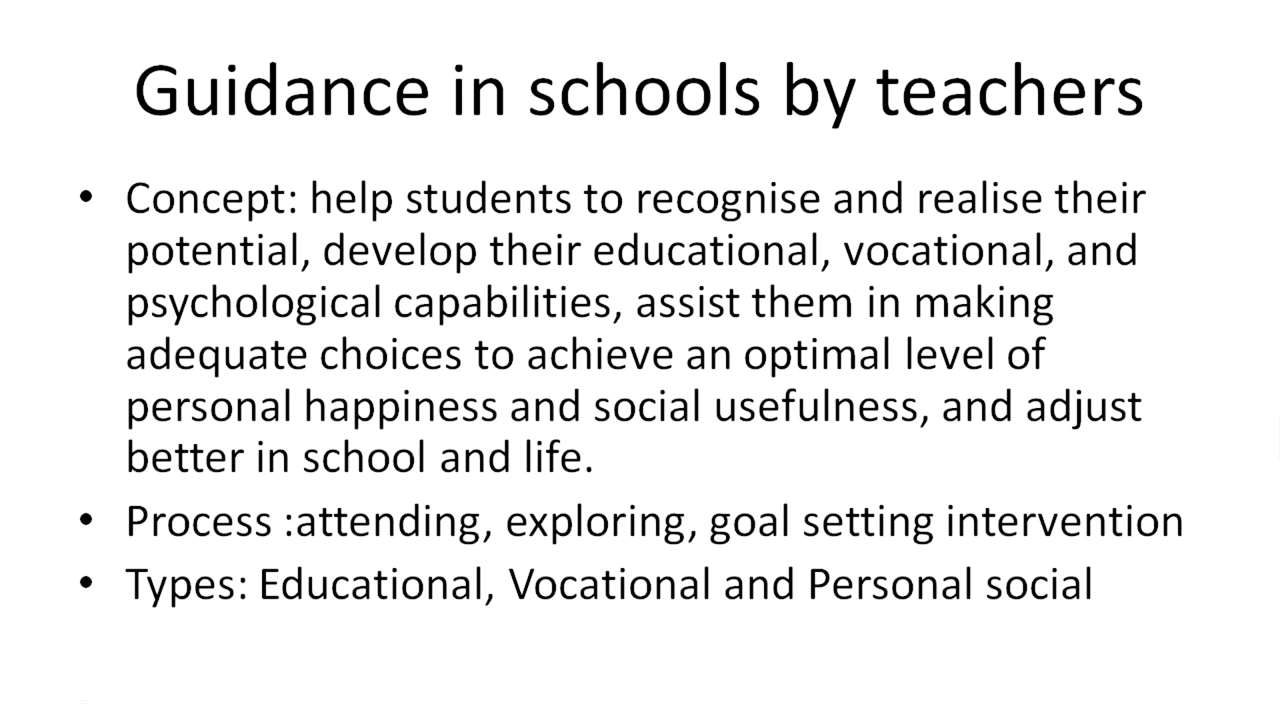 Guidance in schools by teachers
• Concept: help students to recognise and realise their
potential, develop their educational, vocational, and
psychological capabilities, assist them in making
adequate choices to achieve an optimal level of
personal happiness and social usefulness, and adjust
better in school and life.
• Process :attending, exploring, goal setting intervention
• Types: Educational, Vocational and Personal social